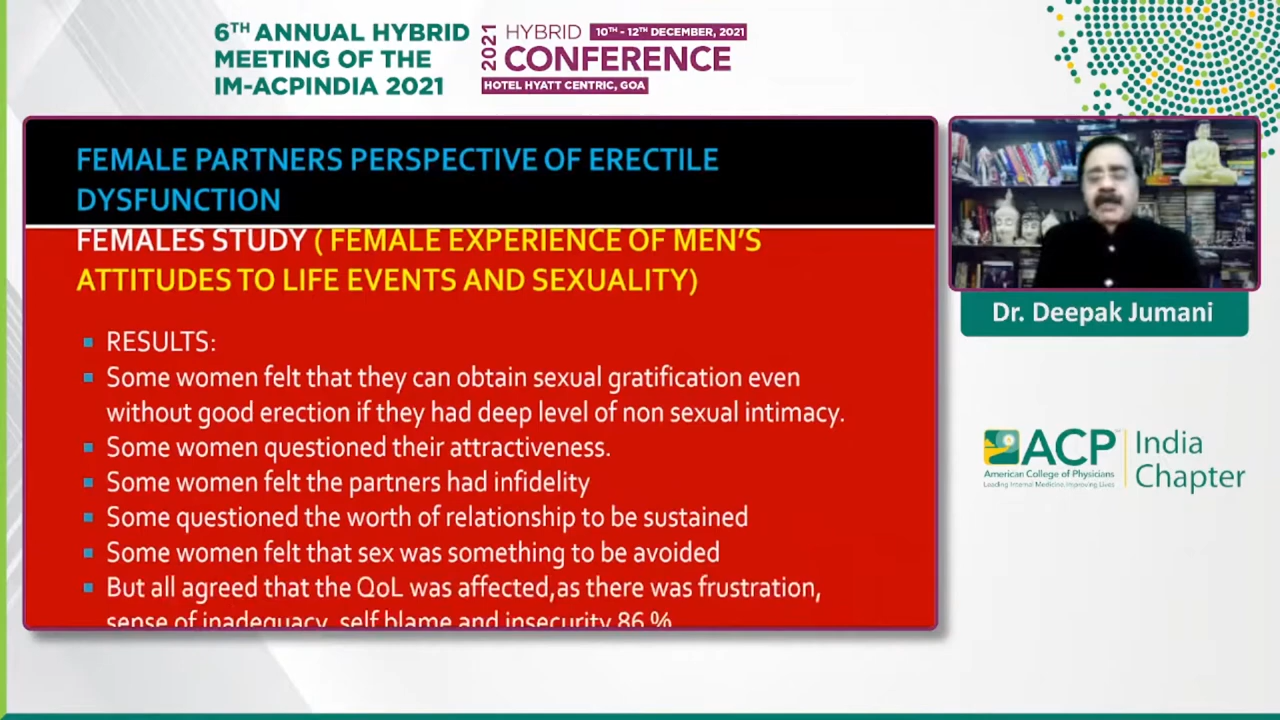 6TH ANNUAL HYBRID
MEETING OF THE
IM-ACPINDIA 2021
2021
HYBRID 10TH - 12TH DECEMBER, 2021
CONFERENCE
HOTEL HYATT CENTRIC, GOA
FEMALE PARTNERS PERSPECTIVE OF ERECTILE
DYSFUNCTION
FEMALES STUDY ( FEMALE EXPERIENCE OF MEN'S
ATTITUDES TO LIFE EVENTS AND SEXUALITY)
RESULTS:
Some women felt that they can obtain sexual gratification even
without good erection if they had deep level of non sexual intimacy.
Some women questioned their attractiveness.
Some women felt the partners had infidelity
Some questioned the worth of relationship to be sustained
Some women felt that sex was something to be avoided
But all agreed that the QoL was affected,as there was frustration,
sense of inadequacy, self blame and insecurity 86 %
Dr. Deepak Jumani
ACP
American College of Physicians
Leading Internal Medicine, Improving Lives
India
Chapter